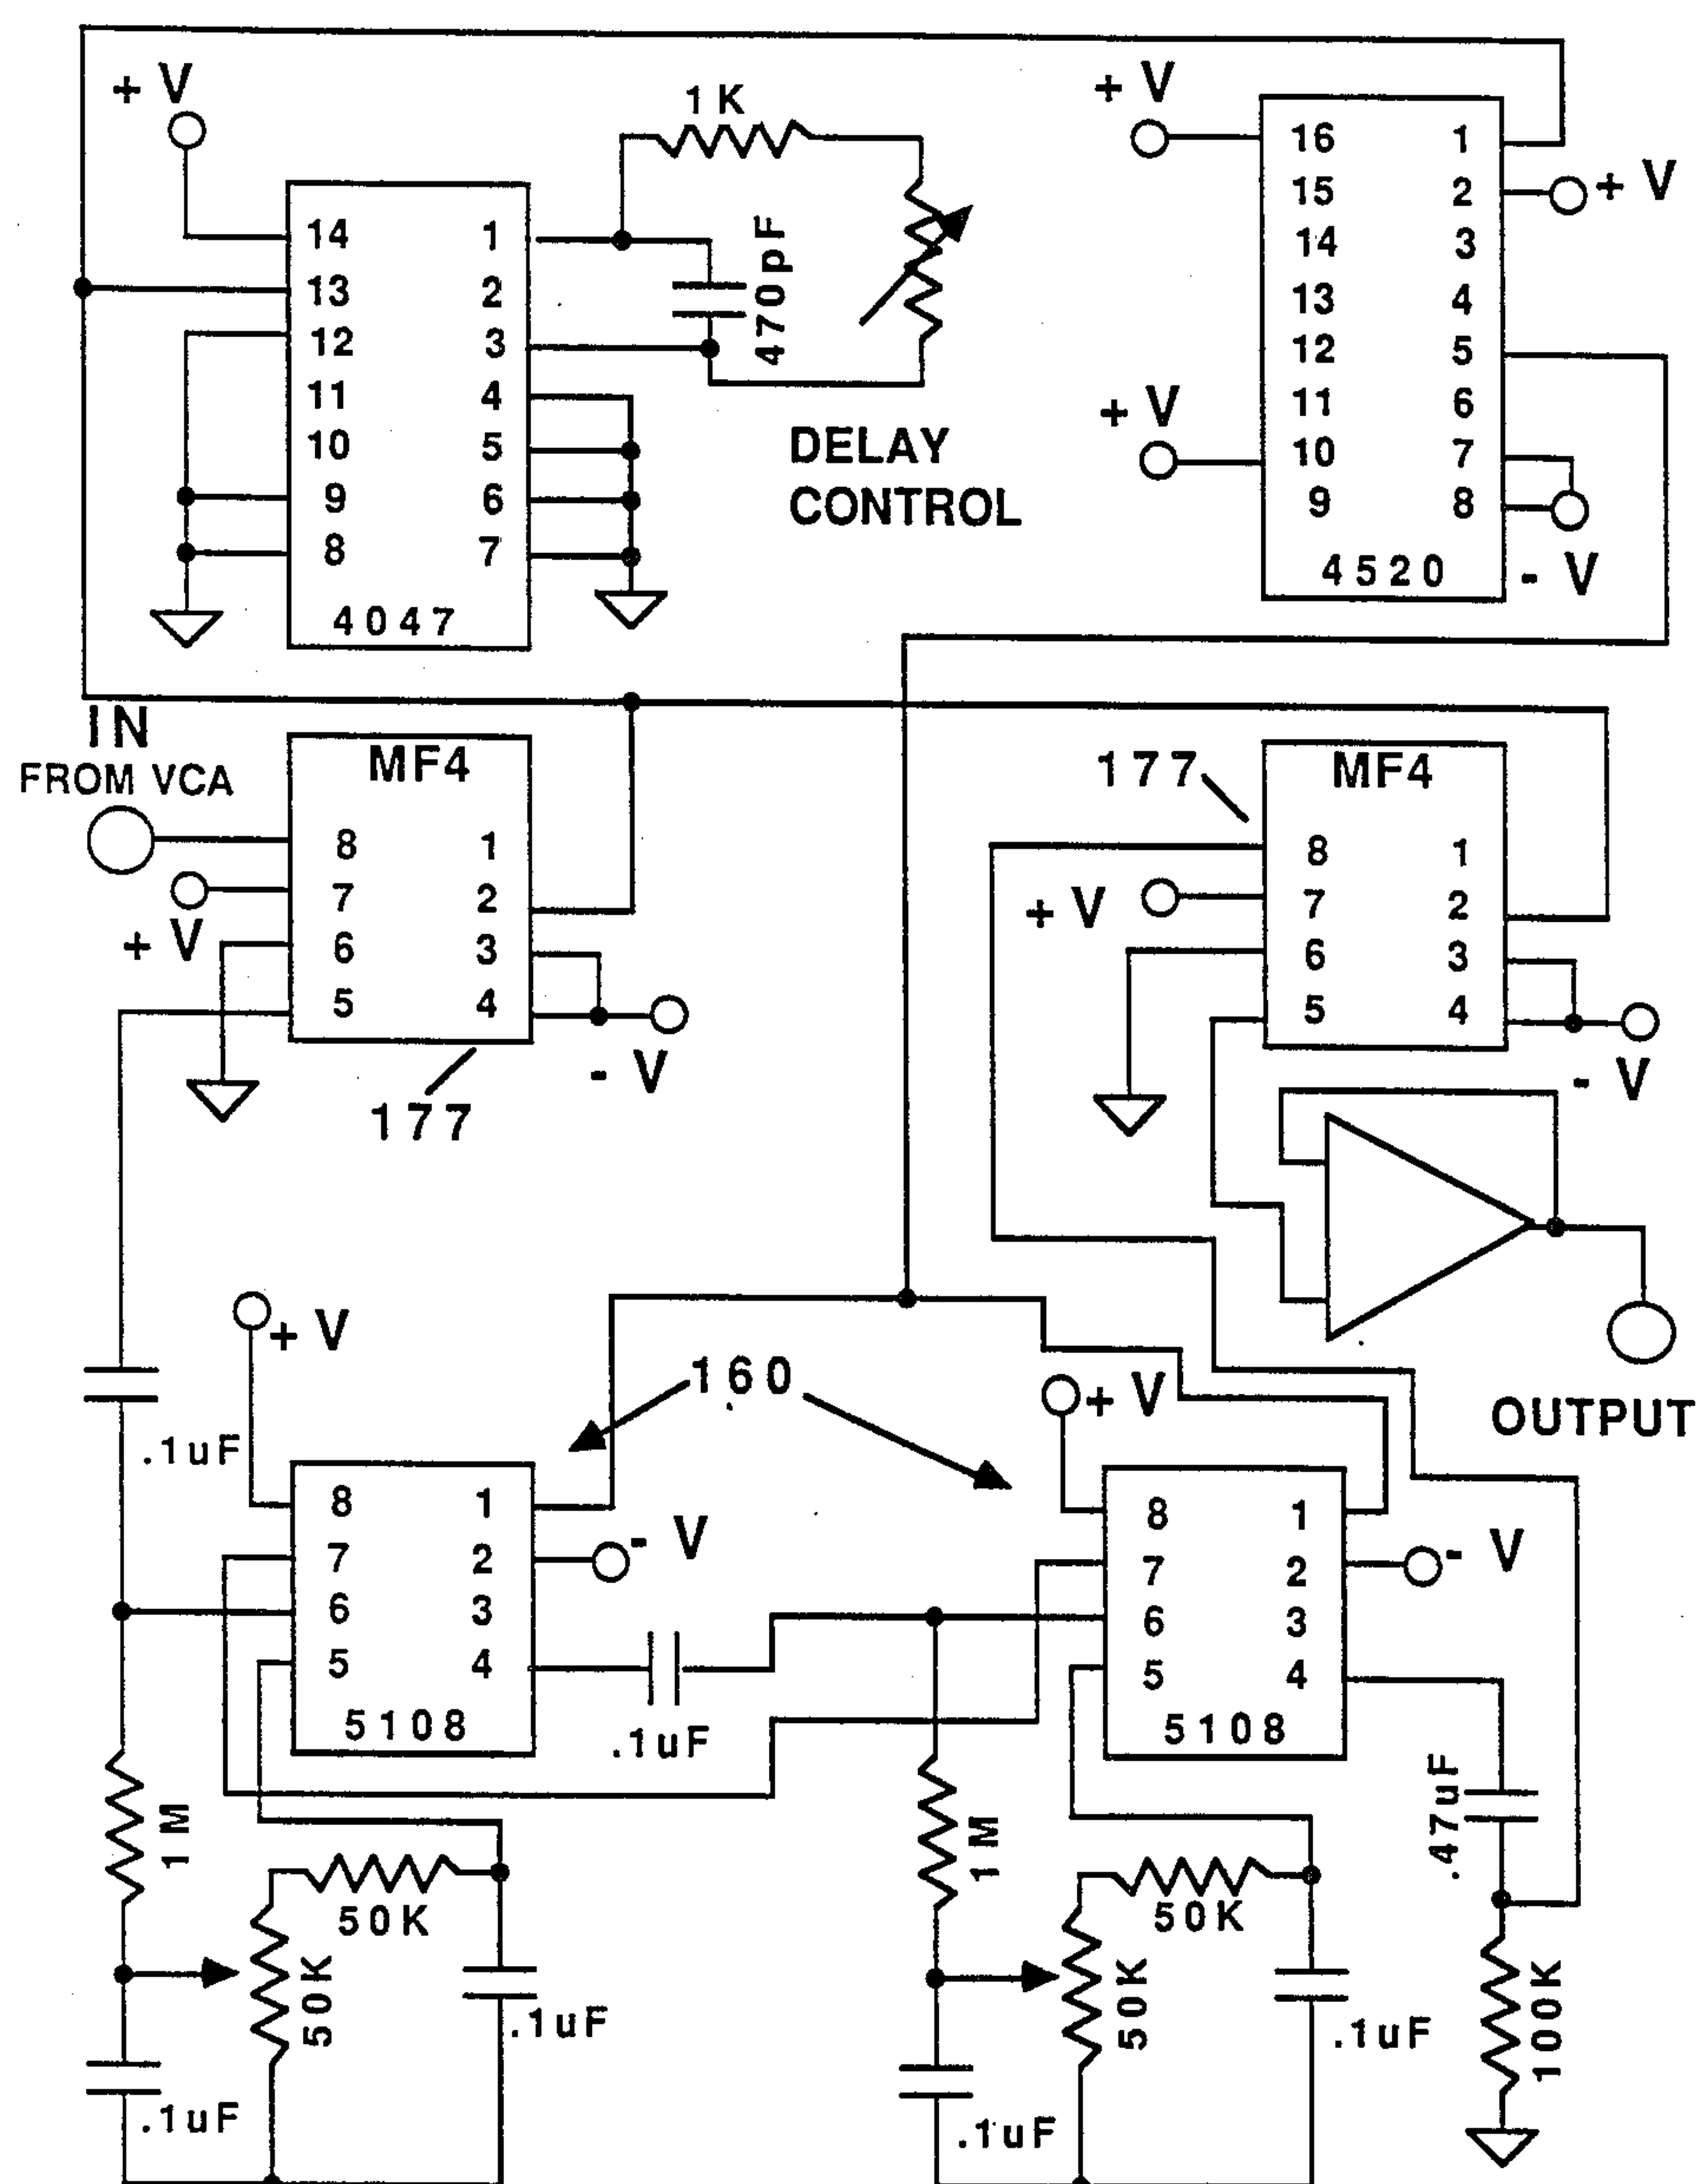 + V
1K
+ V
16 1
15 2
+ V
14 3
13 4
12 5
11 6
10 7
9 8
4520
+ V
- V
14 1
13 2
12 3
11 4
10 5
9 6
8 7
4047
470pF
DELAY
CONTROL
IN
FROM VCA
MF4
8 1
7 2
6 3
5 4
+ V
- V
177
177
MF4
8 1
7 2
6 3
5 4
+ V
- V
OUTPUT
+ V
160
+ V
.1uF
8 1
7 2
6 3
5 4
5108
- V
.1uF
8 1
7 2
6 3
5 4
5108
- V
1M
50K
50K
.1uF
.1uF
1M
50K
50K
.1uF
.1uF
.47uF
100K